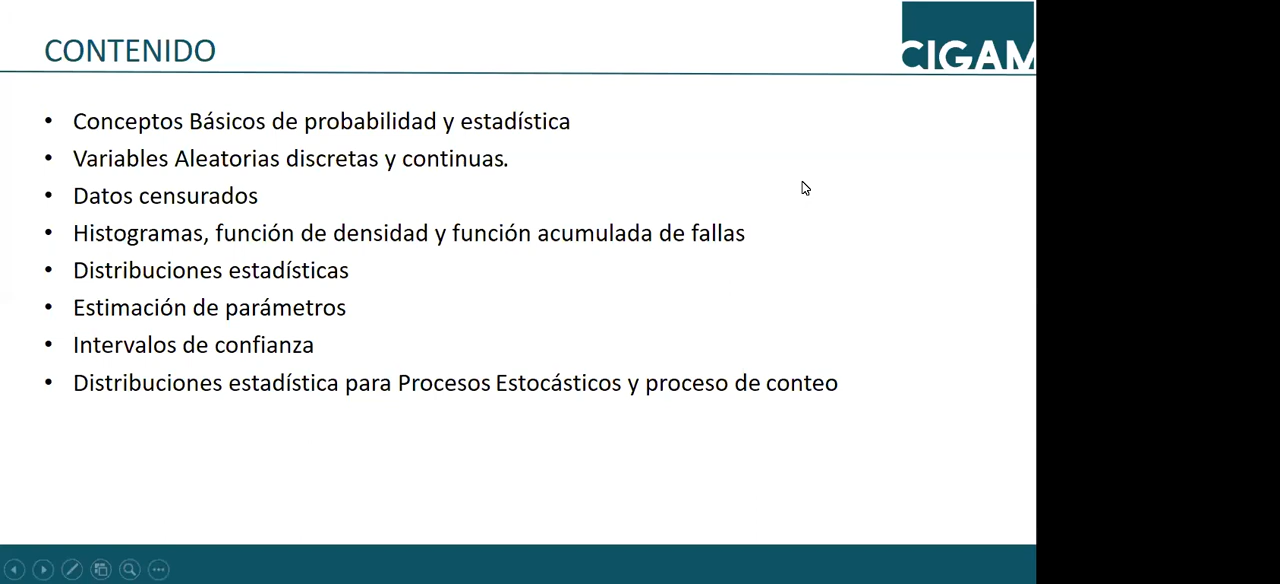 CONTENIDO
CIGAM
• Conceptos Básicos de probabilidad y estadística
• Variables Aleatorias discretas y continuas.
• Datos censurados
• Histogramas, función de densidad y función acumulada de fallas
• Distribuciones estadísticas
• Estimación de parámetros
• Intervalos de confianza
• Distribuciones estadística para Procesos Estocásticos y proceso de conteo